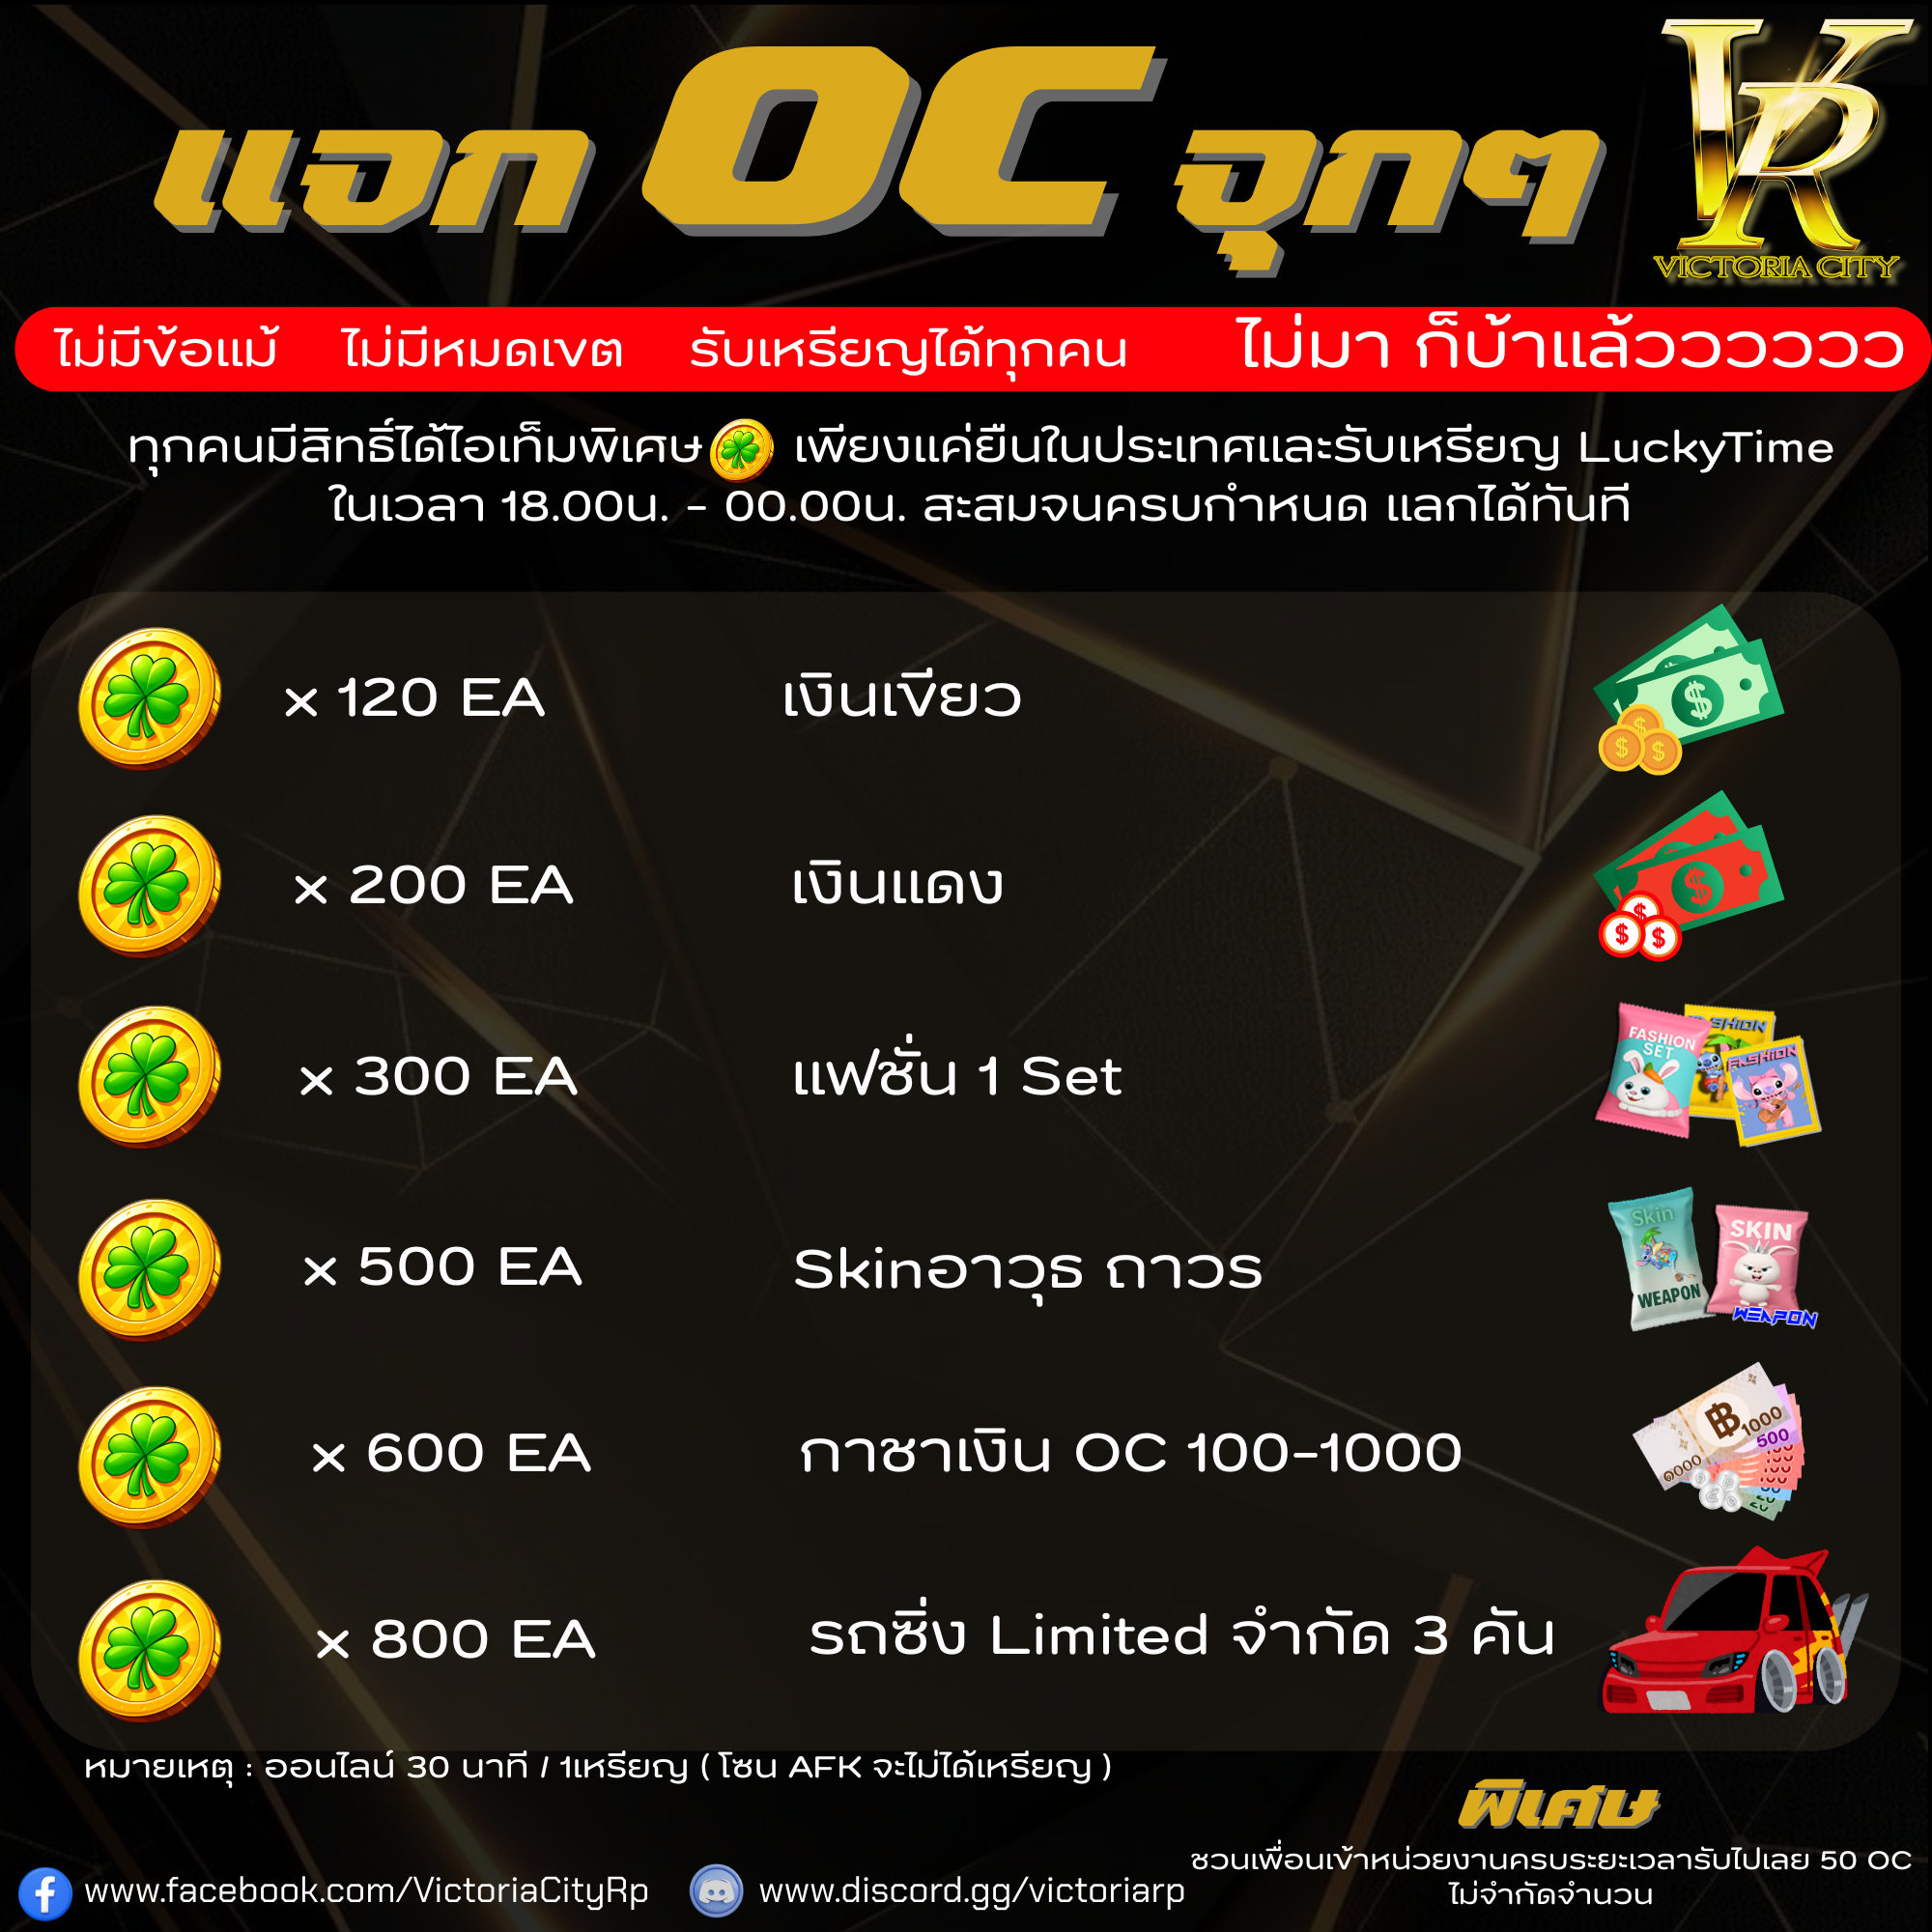 แจก OC จุกๆ
VR
VICTORIA CITY
ไม่มีข้อแม้ ไม่มีหมดเขต รับเหรียญได้ทุกคน ไม่มา ก็บ้าแล้วววววว
ทุกคนมีสิทธิ์ได้ไอเท็มพิเศษ เพียงแค่ยืนในประเทศและรับเหรียญ LuckyTime
ในเวลา 18.00น. - 00.00น. สะสมจนครบกำหนด แลกได้ทันที
x 120 EA เงินเขียว
x 200 EA เงินแดง
x 300 EA แฟชั่น 1 Set
FASHION SET
FASHION
x 500 EA Skinอาวุธ ถาวร
Skin WEAPON
SKIN WEAPON
x 600 EA กาชาเงิน OC 100-1000
฿ 1000
๑000
500
100
100
100
20
x 800 EA รถซิ่ง Limited จำกัด 3 คัน
หมายเหตุ : ออนไลน์ 30 นาที / 1เหรียญ ( โซน AFK จะไม่ได้เหรียญ )
พิเศษ
ชวนเพื่อนเข้าหน่วยงานครบระยะเวลารับไปเลย 50 OC
ไม่จำกัดจำนวน
www.facebook.com/VictoriaCityRp www.discord.gg/victoriarp